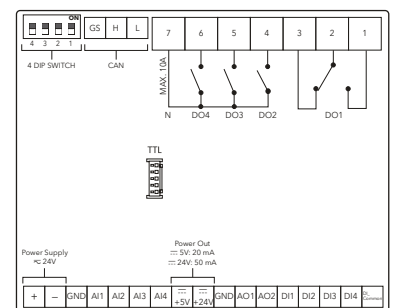 ON
4 3 2 1
4 DIP SWITCH
GS H L
CAN
7 6 5 4 3 2 1
MAX. 10A
N DO4 DO3 DO2 DO1
TTL
Power Supply
⏦ 24V
Power Out
⎓ 5V: 20 mA
⎓ 24V: 50 mA
+ − GND AI1 AI2 AI3 AI4 ⎓ +5V ⎓ +24V GND AO1 AO2 DI1 DI2 DI3 DI4 DI_ Common